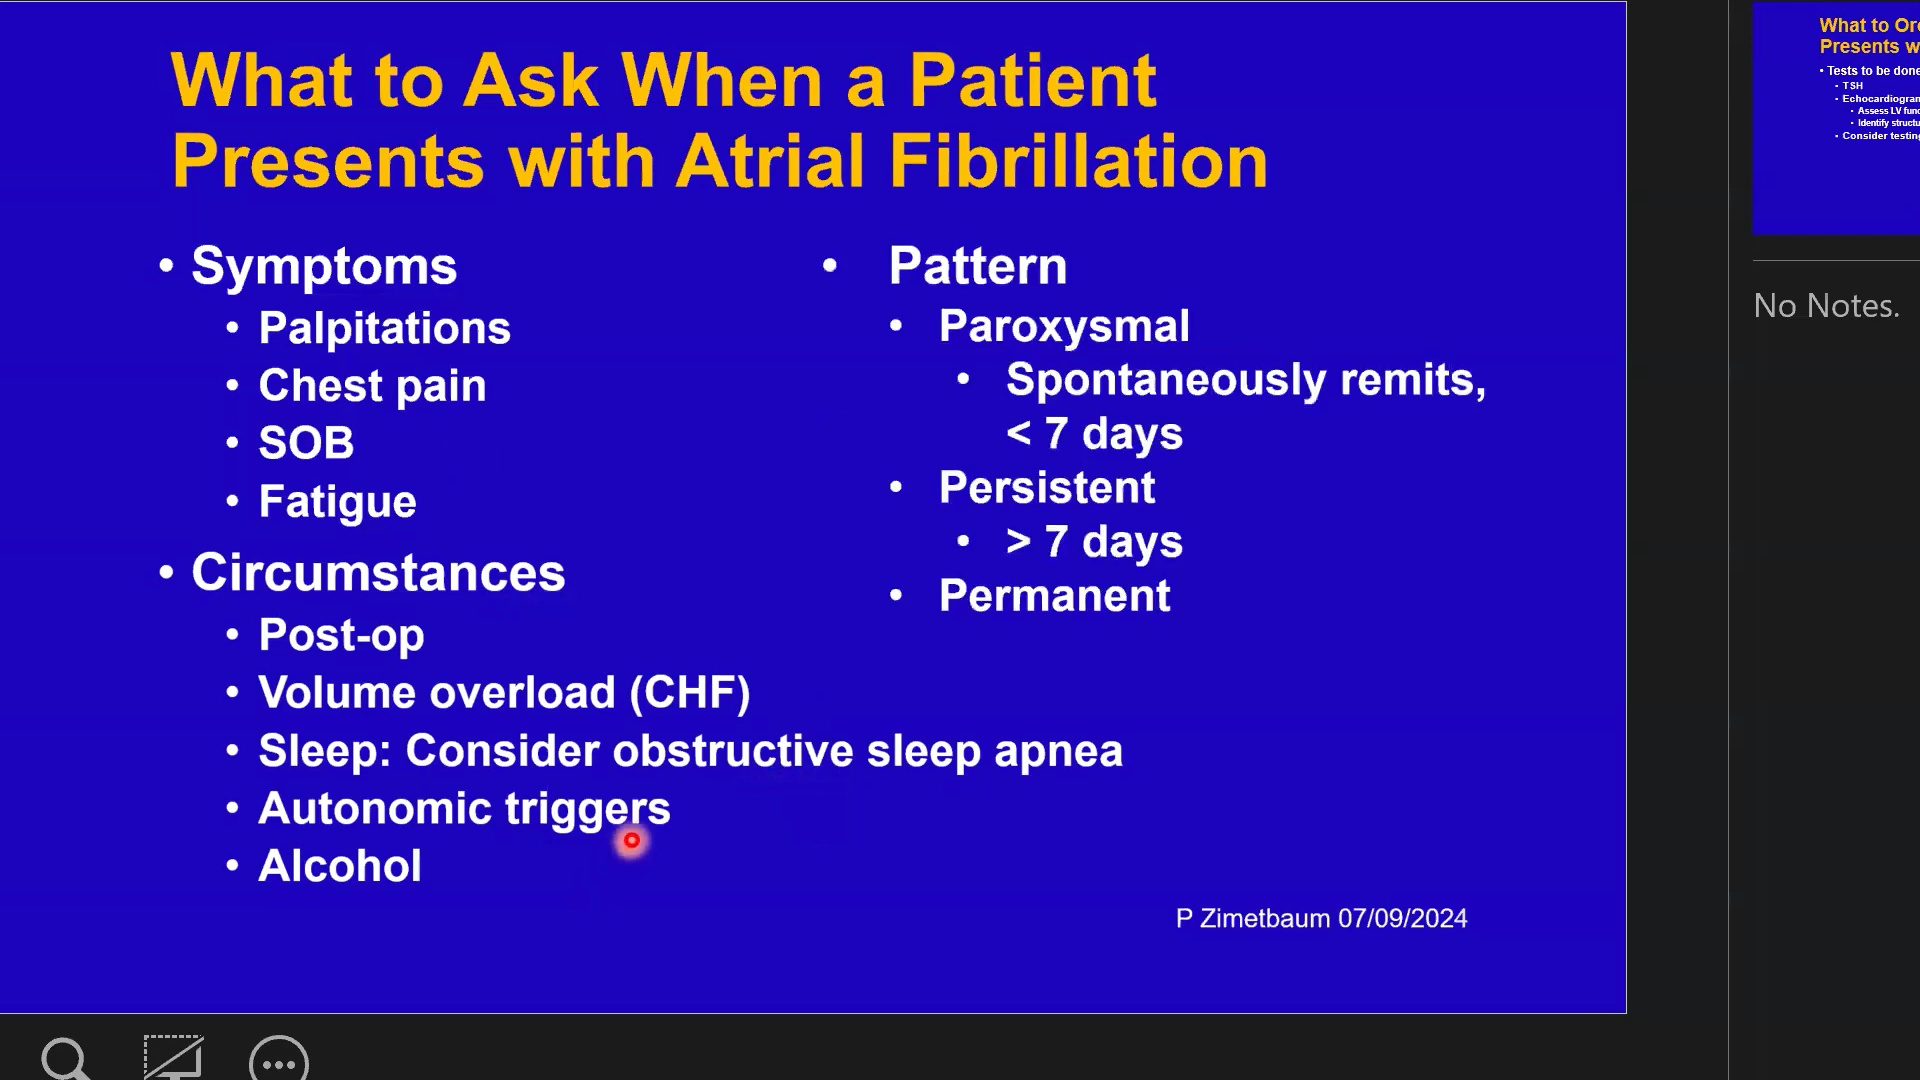 What to Ask When a Patient
Presents with Atrial Fibrillation
• Symptoms
• Palpitations
• Chest pain
• SOB
• Fatigue
• Circumstances
• Post-op
• Volume overload (CHF)
• Sleep: Consider obstructive sleep apnea
• Autonomic triggers
• Alcohol
• Pattern
• Paroxysmal
• Spontaneously remits,
< 7 days
• Persistent
• > 7 days
• Permanent
P Zimetbaum 07/09/2024
What to Or
Presents w
• Tests to be done
• TSH
• Echocardiogram
• Assess LV func
• Identify structu
• Consider testing
No Notes.